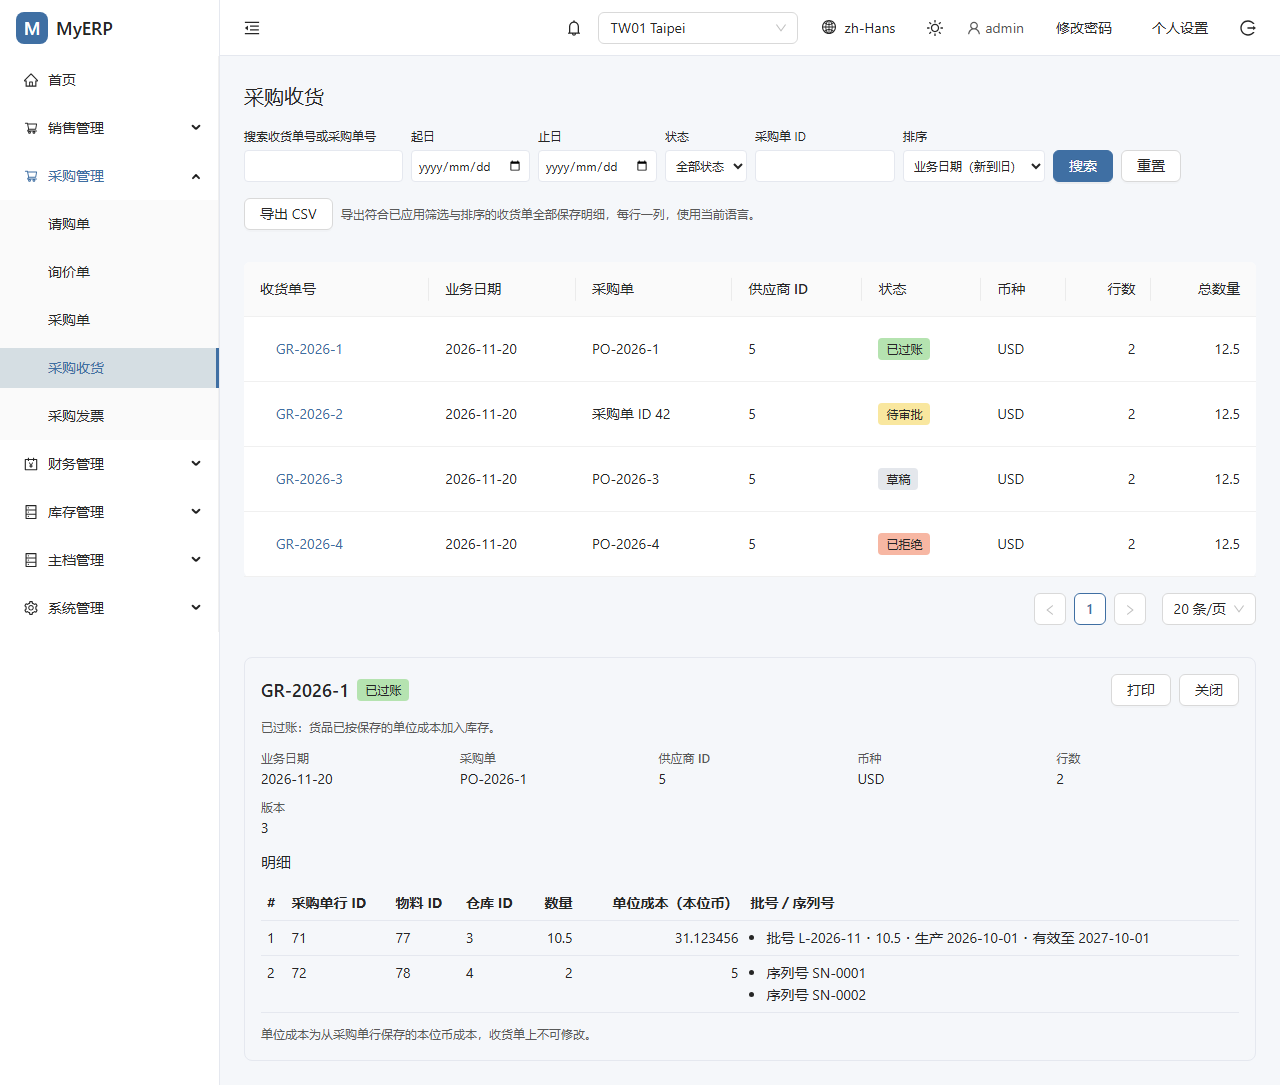 M MyERP
TW01 Taipei
zh-Hans
admin
修改密码
个人设置
首页
销售管理
采购管理
请购单
询价单
采购单
采购收货
采购发票
财务管理
库存管理
主档管理
系统管理
采购收货
搜索收货单号或采购单号 起日 止日 状态 采购单 ID 排序
yyyy/mm/dd yyyy/mm/dd 全部状态 业务日期（新到旧） 搜索 重置
导出 CSV 导出符合已应用筛选与排序的收货单全部保存明细，每行一列，使用当前语言。
收货单号 业务日期 采购单 供应商 ID 状态 币种 行数 总数量
GR-2026-1 2026-11-20 PO-2026-1 5 已过账 USD 2 12.5
GR-2026-2 2026-11-20 采购单 ID 42 5 待审批 USD 2 12.5
GR-2026-3 2026-11-20 PO-2026-3 5 草稿 USD 2 12.5
GR-2026-4 2026-11-20 PO-2026-4 5 已拒绝 USD 2 12.5
< 1 > 20 条/页
GR-2026-1 已过账 打印 关闭
已过账：货品已按保存的单位成本加入库存。
业务日期 采购单 供应商 ID 币种 行数
2026-11-20 PO-2026-1 5 USD 2
版本
3
明细
# 采购单行 ID 物料 ID 仓库 ID 数量 单位成本（本位币） 批号 / 序列号
1 71 77 3 10.5 31.123456 • 批号 L-2026-11 · 10.5 · 生产 2026-10-01 · 有效至 2027-10-01
2 72 78 4 2 5 • 序列号 SN-0001
• 序列号 SN-0002
单位成本为从采购单行保存的本位币成本，收货单上不可修改。